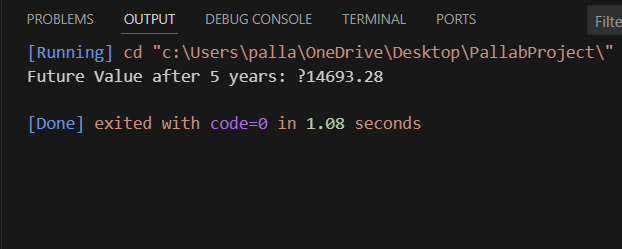 PROBLEMS OUTPUT DEBUG CONSOLE TERMINAL PORTS Filte
[Running] cd "c:\Users\palla\OneDrive\Desktop\PallabProject\"
Future Value after 5 years: ?14693.28
[Done] exited with code=0 in 1.08 seconds